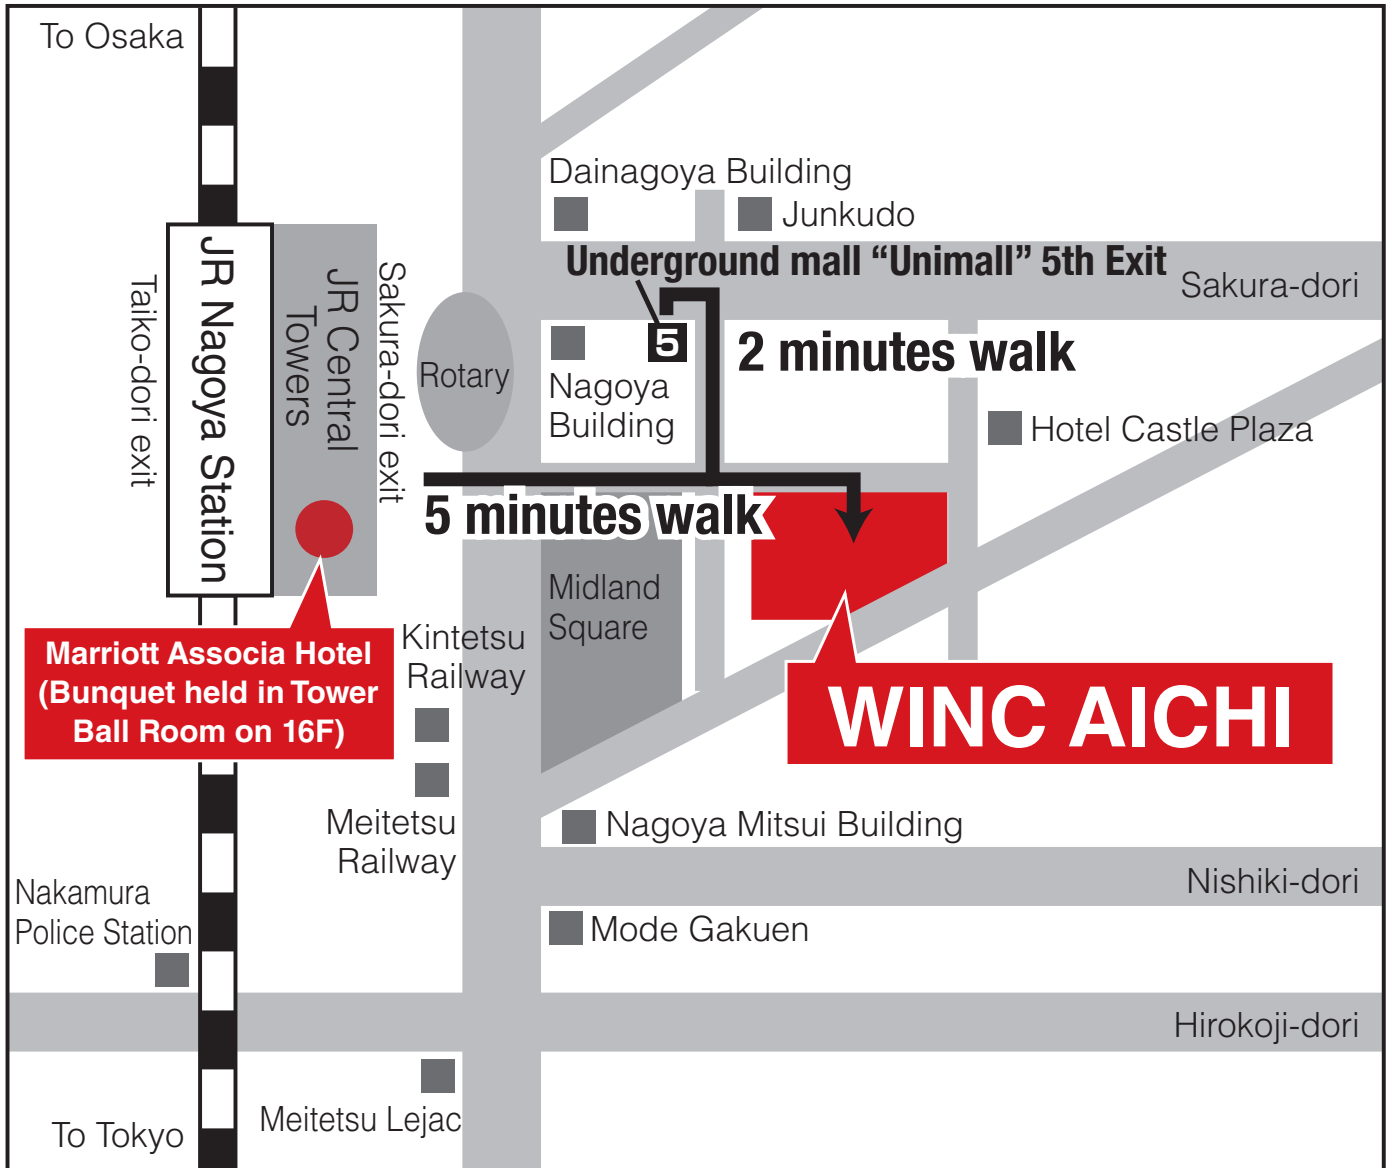 To Osaka
Dainagoya Building
Junkudo
Underground mall “Unimall” 5th Exit
Sakura-dori
5
2 minutes walk
Nagoya
Building
Hotel Castle Plaza
Taiko-dori exit
JR Nagoya Station
JR Central
Towers
Sakura-dori exit
Rotary
5 minutes walk
Midland
Square
Marriott Associa Hotel
(Bunquet held in Tower
Ball Room on 16F)
Kintetsu
Railway
WINC AICHI
Meitetsu
Railway
Nagoya Mitsui Building
Nishiki-dori
Nakamura
Police Station
Mode Gakuen
Hirokoji-dori
Meitetsu Lejac
To Tokyo